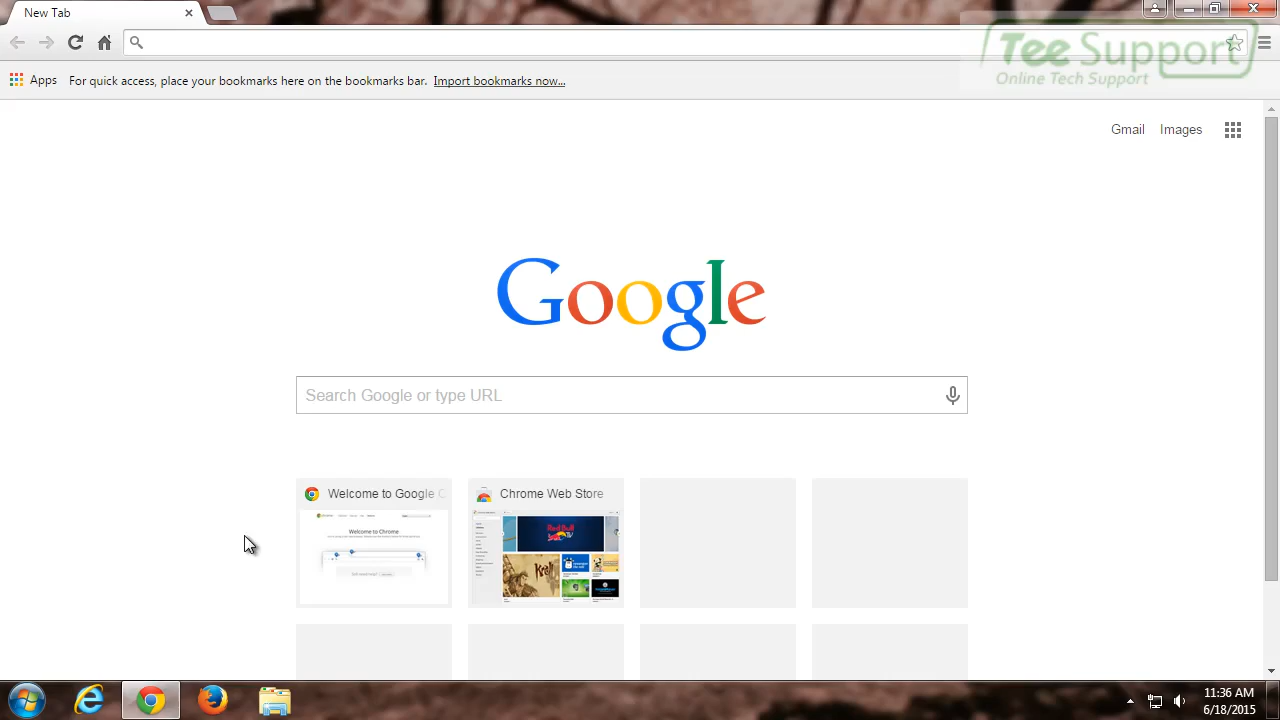 New Tab
Tee Support
Online Tech Support
Apps For quick access, place your bookmarks here on the bookmarks bar. Import bookmarks now...
Gmail Images
Google
Search Google or type URL
Welcome to Google C
Chrome Web Store
Welcome to Chrome
Red Bull
11:36 AM
6/18/2015